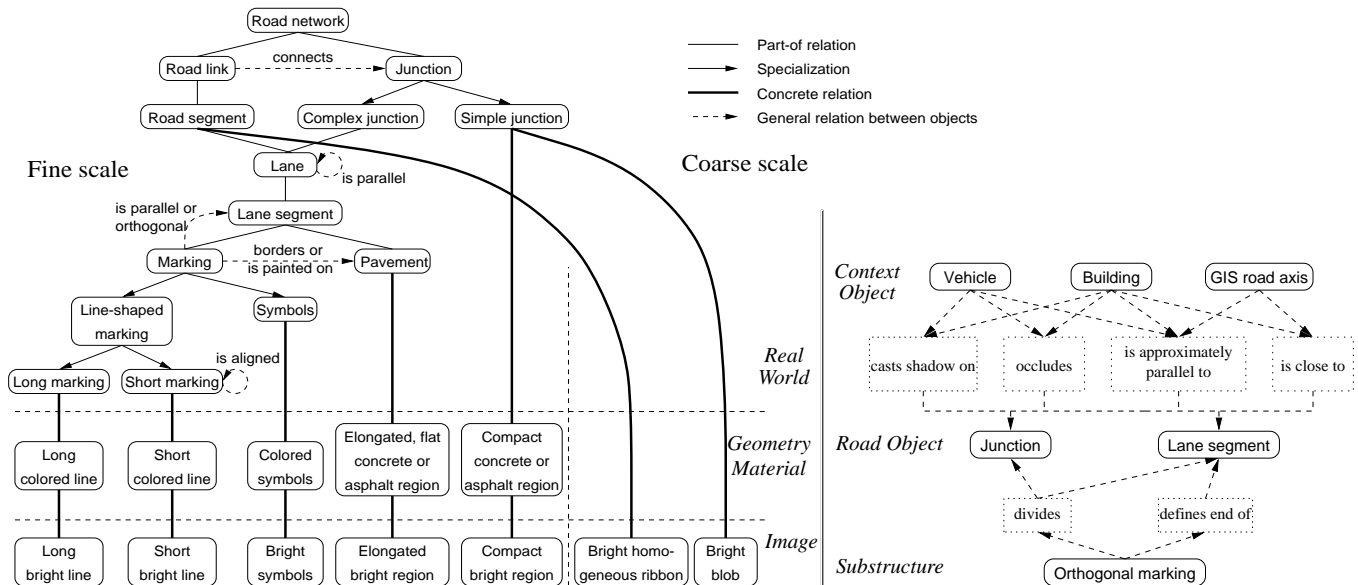 Road network
Road link
connects
Junction
Road segment
Complex junction
Simple junction
Part-of relation
Specialization
Concrete relation
General relation between objects
Fine scale
Coarse scale
Lane
is parallel
is parallel or
orthogonal
Lane segment
Marking
borders or
is painted on
Pavement
Line-shaped
marking
Symbols
is aligned
Long marking
Short marking
Real
World
Long
colored line
Short
colored line
Colored
symbols
Elongated, flat
concrete or
asphalt region
Compact
concrete or
asphalt region
Geometry
Material
Long
bright line
Short
bright line
Bright
symbols
Elongated
bright region
Compact
bright region
Bright homo-
geneous ribbon
Bright
blob
Image
Context
Object
Vehicle
Building
GIS road axis
casts shadow on
occludes
is approximately
parallel to
is close to
Road Object
Junction
Lane segment
divides
defines end of
Substructure
Orthogonal marking